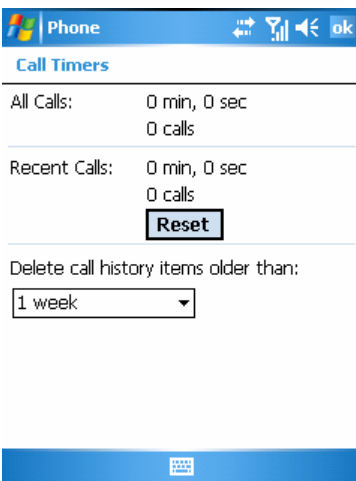 Phone ok
Call Timers
All Calls: 0 min, 0 sec
0 calls
Recent Calls: 0 min, 0 sec
0 calls
Reset
Delete call history items older than:
1 week